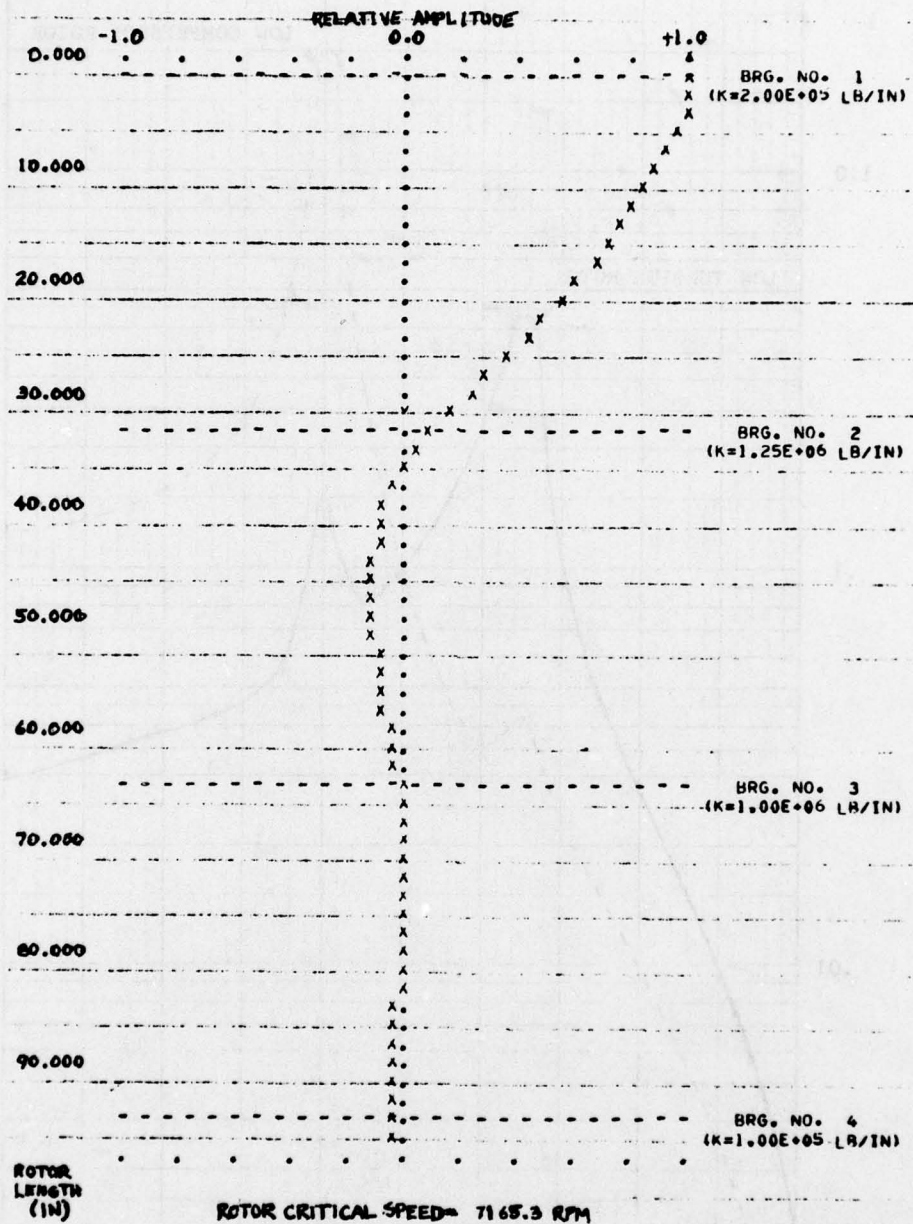 RELATIVE AMPLITUDE
-1.0 0.0 +1.0
0.000
BRG. NO. 1
(K=2.00E+05 LB/IN)
10.000
20.000
30.000
BRG. NO. 2
(K=1.25E+06 LB/IN)
40.000
50.000
60.000
BRG. NO. 3
(K=1.00E+06 LB/IN)
70.000
80.000
90.000
BRG. NO. 4
(K=1.00E+05 LB/IN)
ROTOR
LENGTH
(IN)
ROTOR CRITICAL SPEED= 7165.3 RPM
1.0
.01